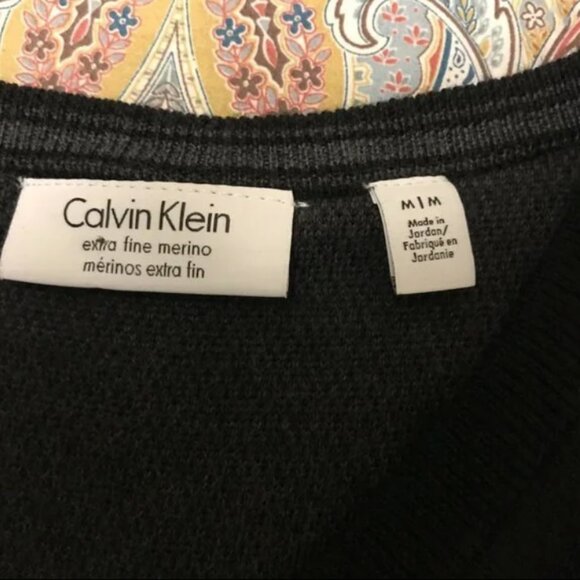 Calvin Klein
extra fine merino
mérinos extra fin
M | M
Made in
Jordan/
Fabriqué en
Jordanie